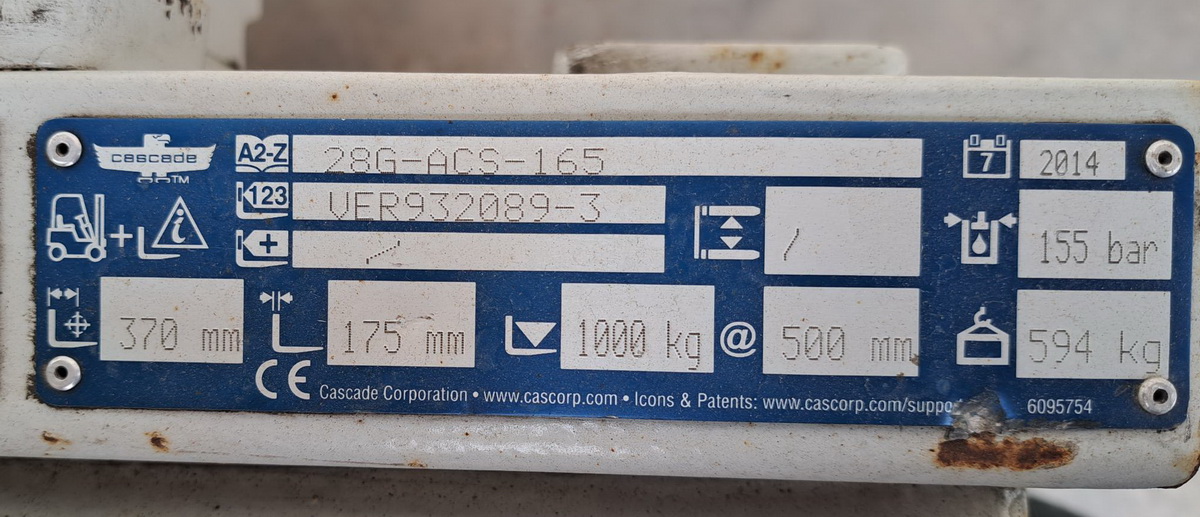 cascade TM
A2-Z 28G-ACS-165
7 2014
123 VER932089-3
/
/
155 bar
370 mm
175 mm
1000 kg @ 500 mm
594 kg
CE Cascade Corporation • www.cascorp.com • Icons & Patents: www.cascorp.com/suppo
6095754